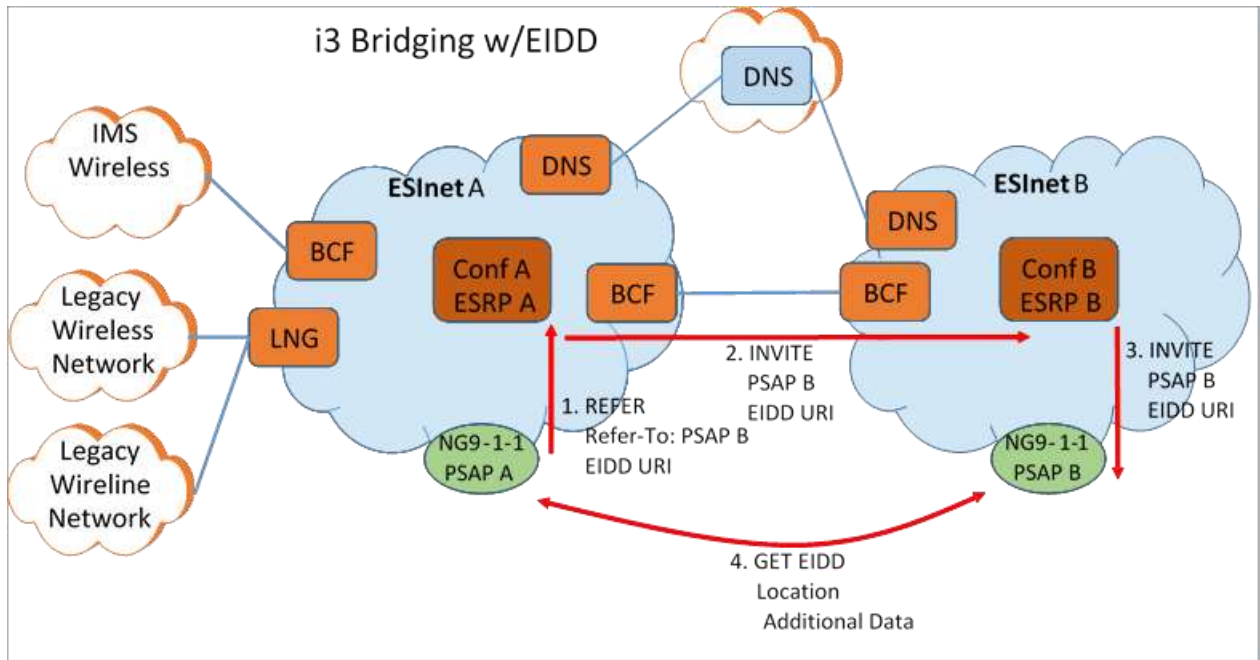 i3 Bridging w/EIDD
DNS
IMS
Wireless
DNS
ESInet A
ESInet B
DNS
BCF
Conf A
ESRP A
BCF
BCF
Conf B
ESRP B
Legacy
Wireless
Network
LNG
2. INVITE
PSAP B
EIDD URI
3. INVITE
PSAP B
EIDD URI
1. REFER
Refer-To: PSAP B
EIDD URI
NG9-1-1
PSAP A
NG9-1-1
PSAP B
Legacy
Wireline
Network
4. GET EIDD
Location
Additional Data